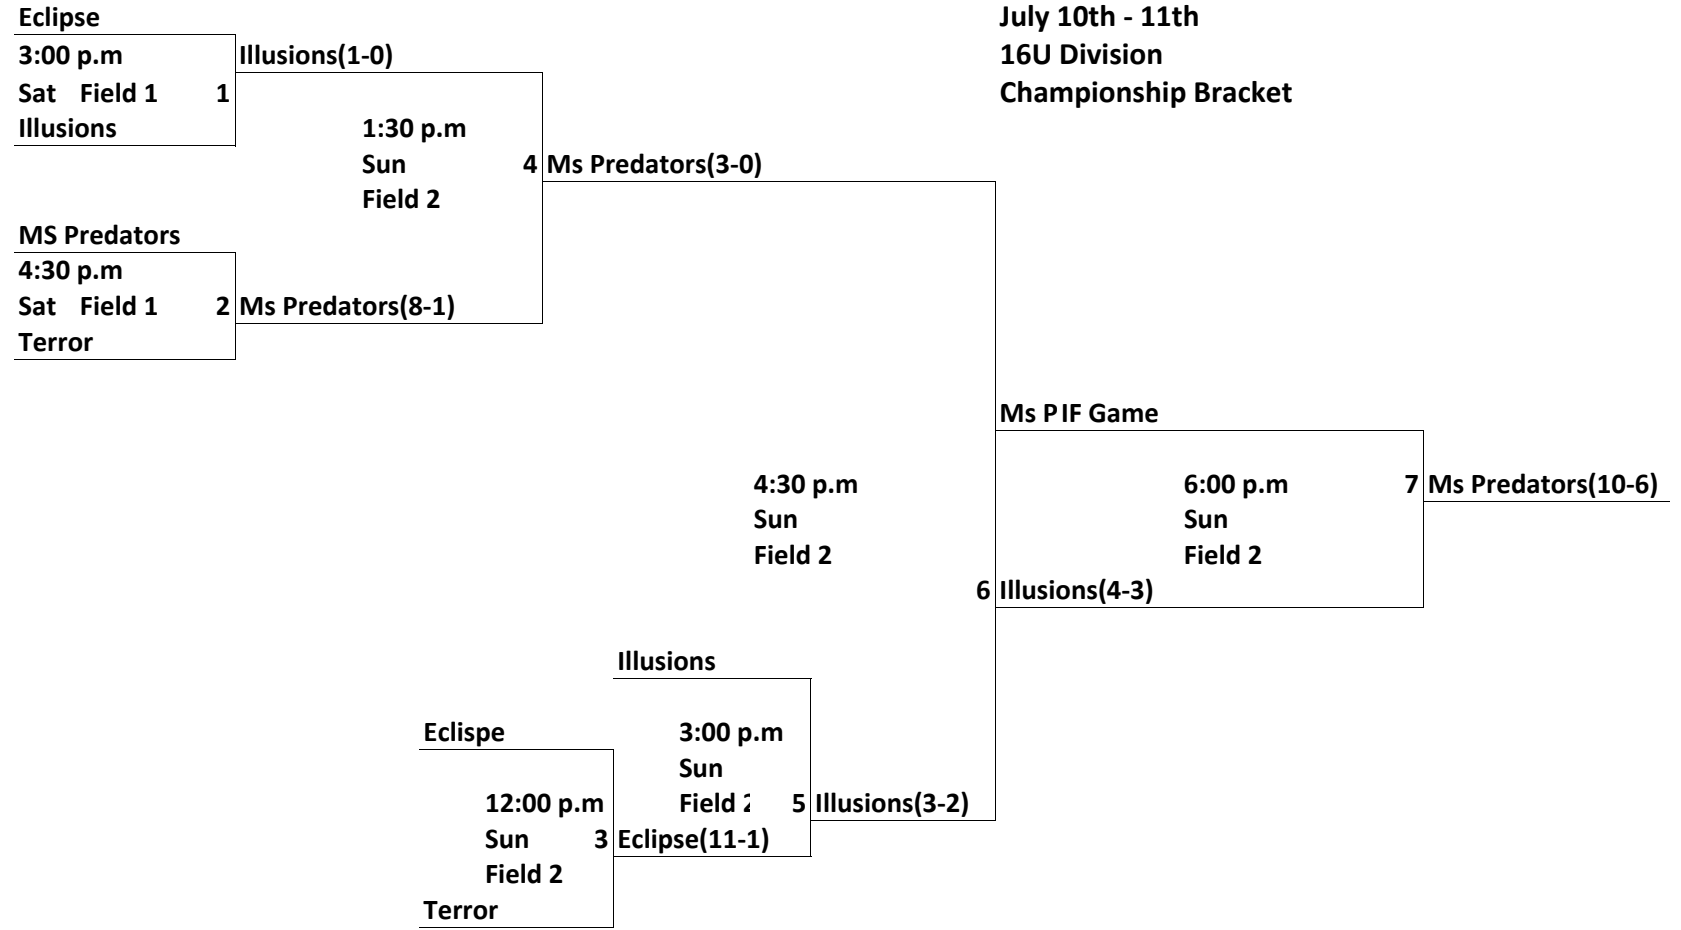 Eclipse
July 10th - 11th
3:00 p.m
Illusions(1-0)
16U Division
Sat Field 1 1
Championship Bracket
Illusions
1:30 p.m
Sun 4 Ms Predators(3-0)
Field 2
MS Predators
4:30 p.m
Sat Field 1 2 Ms Predators(8-1)
Terror
Ms P IF Game
4:30 p.m
6:00 p.m 7 Ms Predators(10-6)
Sun
Sun
Field 2
Field 2
6 Illusions(4-3)
Illusions
Eclispe
3:00 p.m
Sun
12:00 p.m
Field 2 5 Illusions(3-2)
Sun 3 Eclipse(11-1)
Field 2
Terror